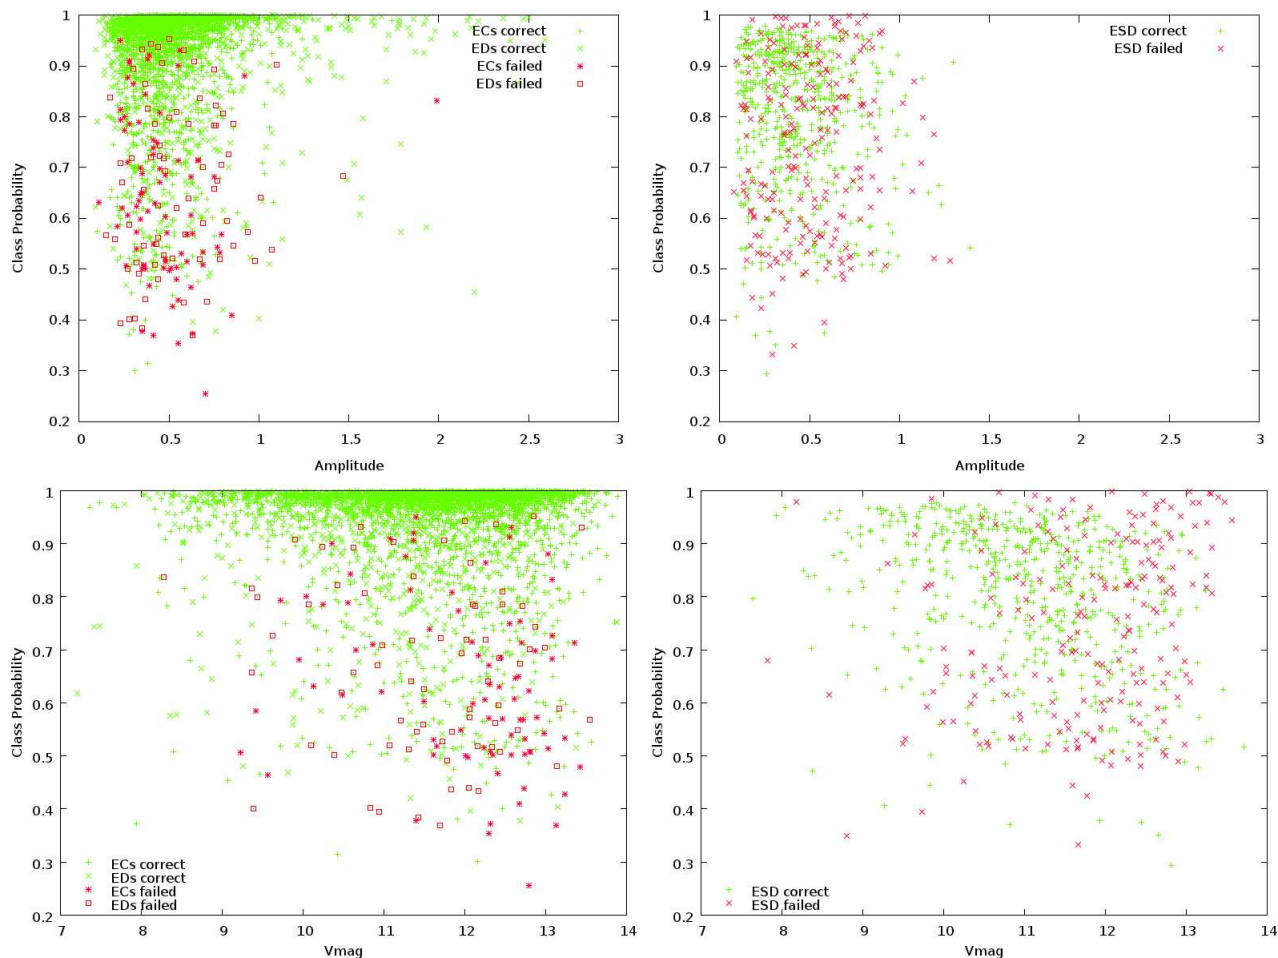 1
0.9
0.8
0.7
0.6
0.5
0.4
0.3
0.2
0 0.5 1 1.5 2 2.5 3
Class Probability
Amplitude
ECs correct
EDs correct
ECs failed
EDs failed
1
0.9
0.8
0.7
0.6
0.5
0.4
0.3
0.2
0 0.5 1 1.5 2 2.5 3
Class Probability
Amplitude
ESD correct
ESD failed
1
0.9
0.8
0.7
0.6
0.5
0.4
0.3
0.2
7 8 9 10 11 12 13 14
Class Probability
Vmag
ECs correct
EDs correct
ECs failed
EDs failed
1
0.9
0.8
0.7
0.6
0.5
0.4
0.3
0.2
7 8 9 10 11 12 13 14
Class Probability
Vmag
ESD correct
ESD failed